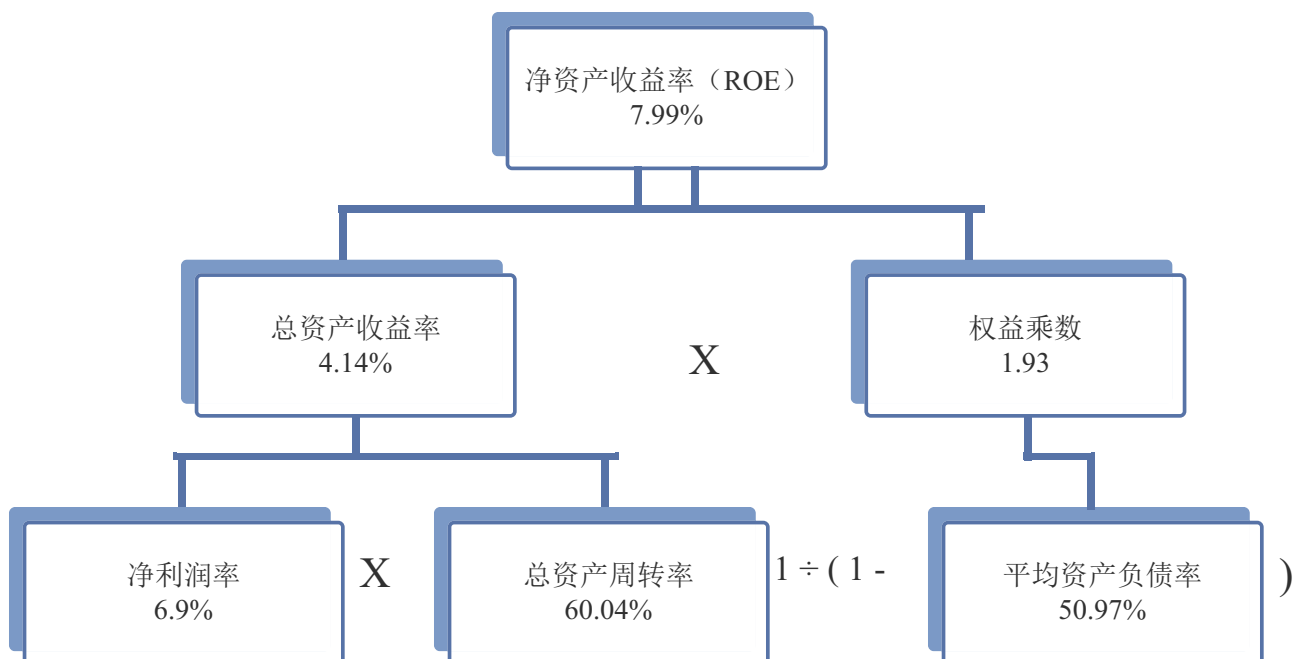 净资产收益率（ROE）
7.99%
总资产收益率
4.14%
X
权益乘数
1.93
净利润率
6.9%
X
总资产周转率
60.04%
1 ÷ ( 1 -
平均资产负债率
50.97%
)